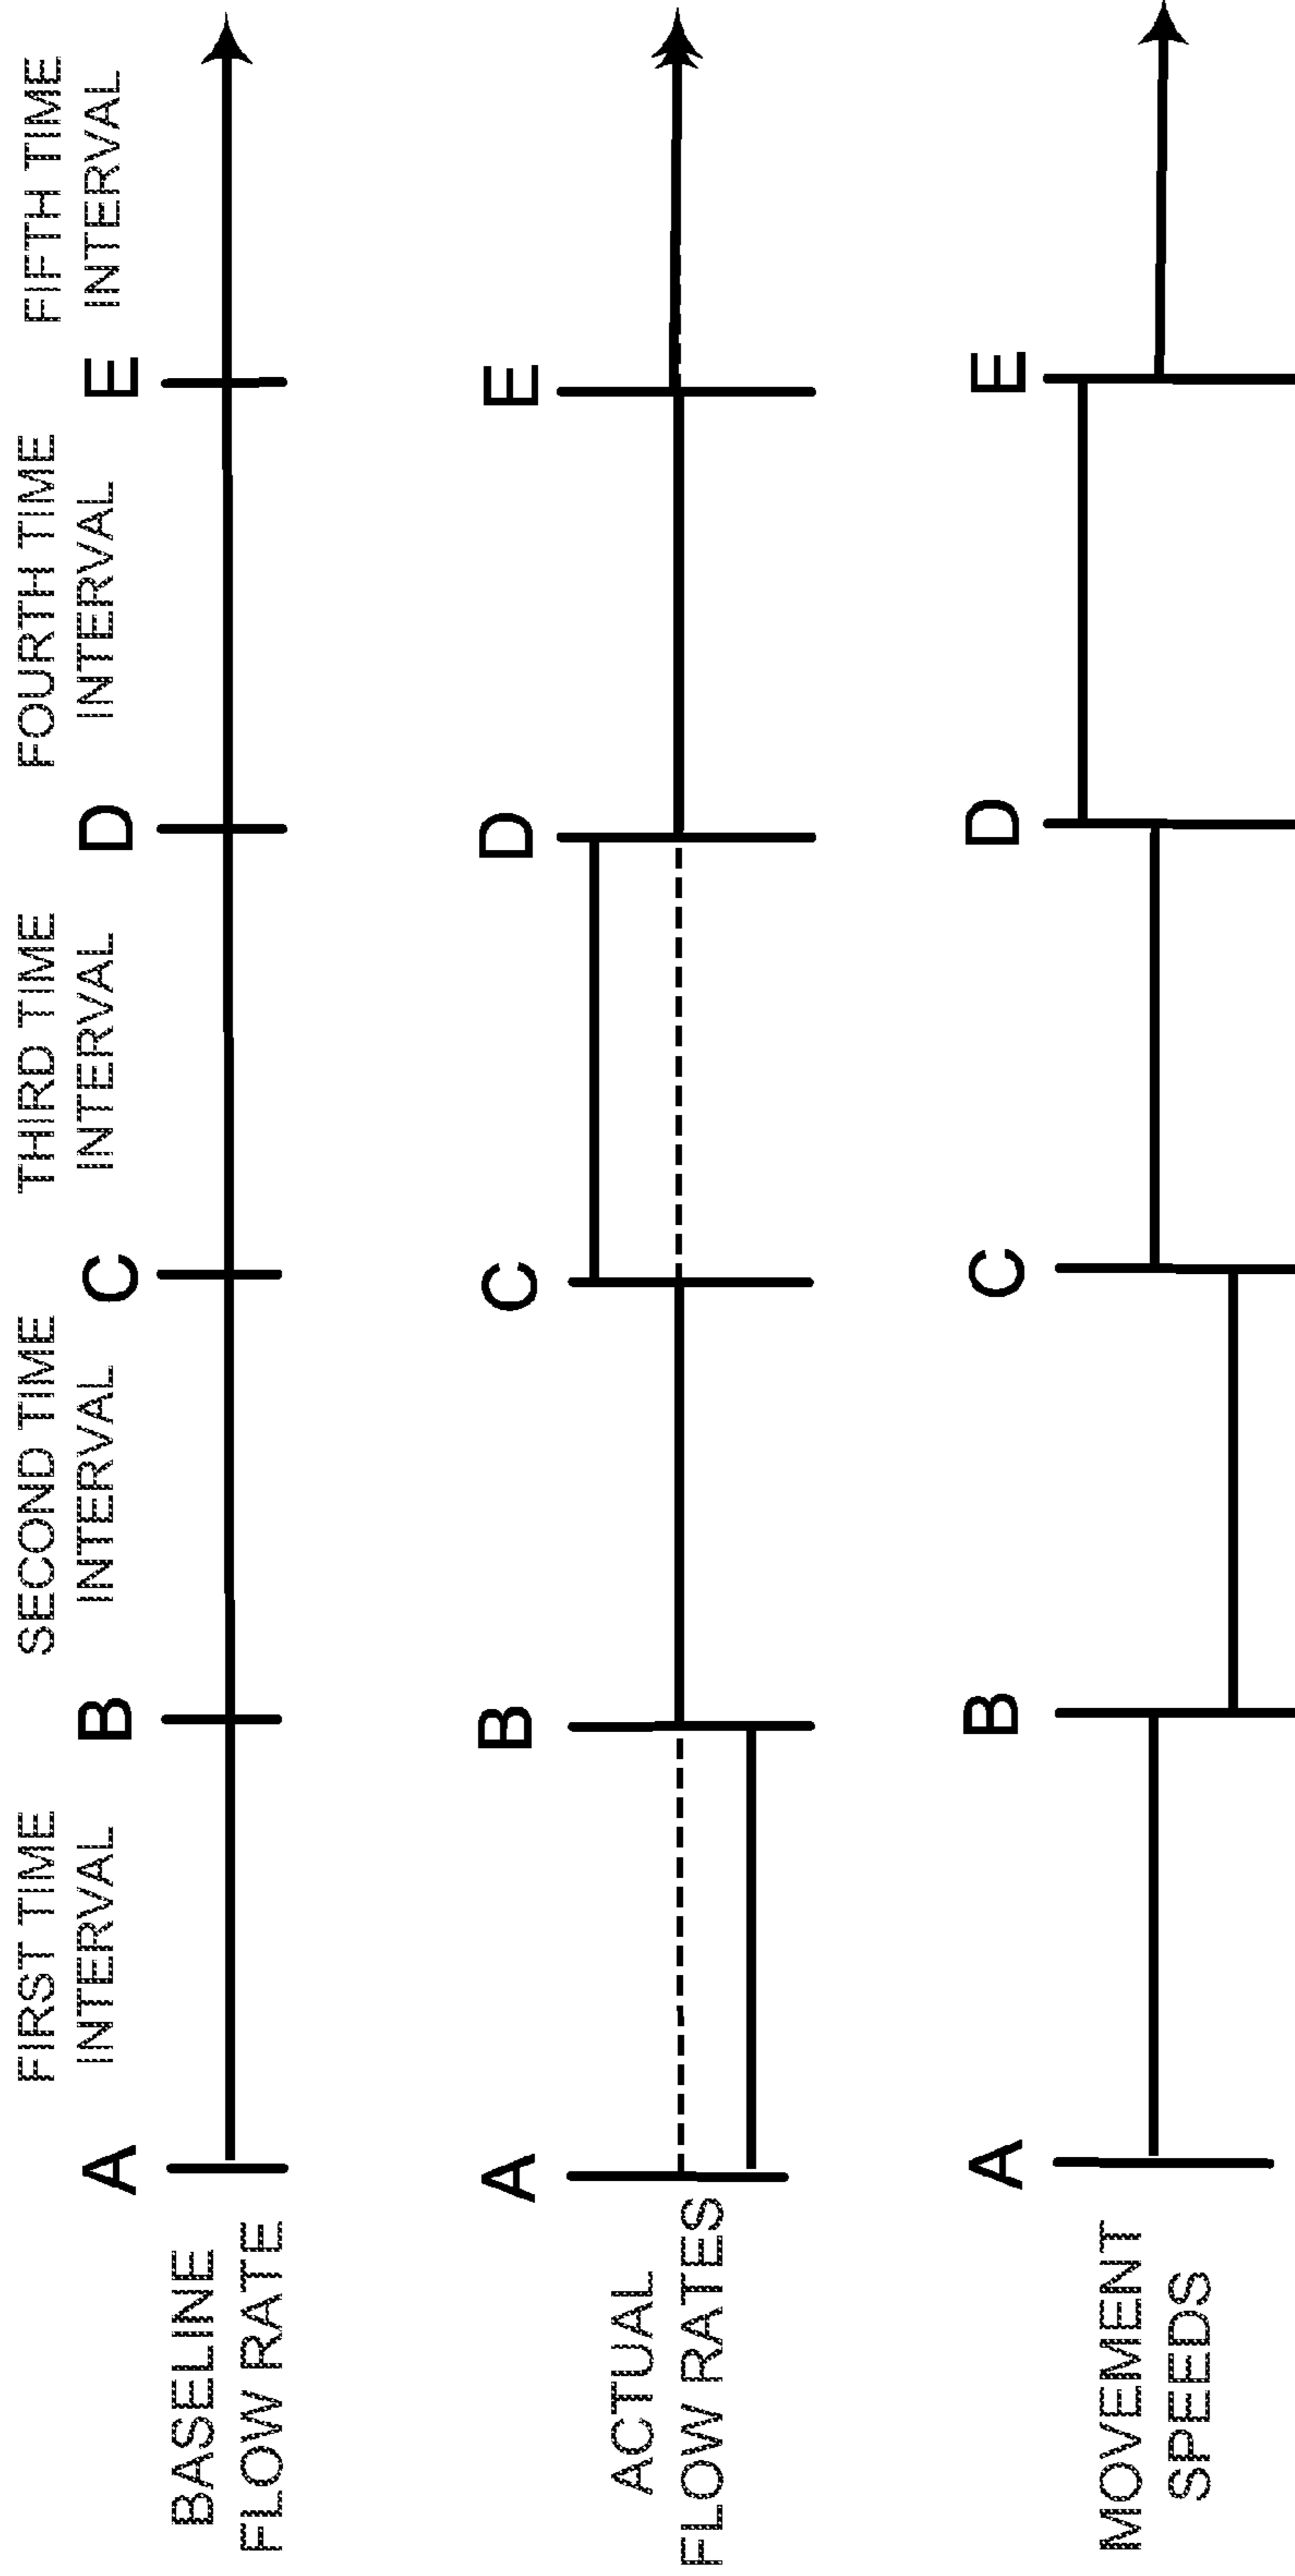 FIRST TIME
INTERVAL
SECOND TIME
INTERVAL
THIRD TIME
INTERVAL
FOURTH TIME
INTERVAL
FIFTH TIME
INTERVAL
BASELINE
FLOW RATE
A
B
C
D
E
ACTUAL
FLOW RATES
A
B
C
D
E
MOVEMENT
SPEEDS
A
B
C
D
E